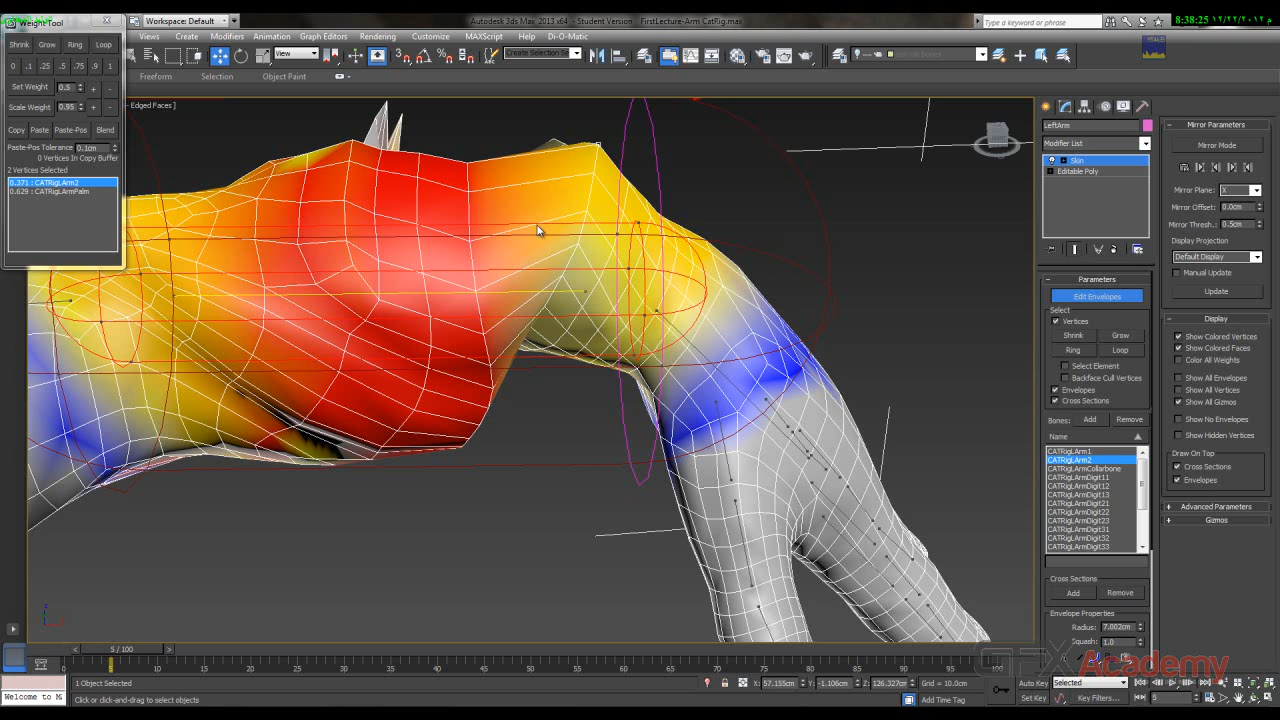 Weight Tool
Workspace: Default
Autodesk 3ds Max 2013 x64 - Student Version FirstLecture-Arm CatRig.max
Type a keyword or phrase
8:38:25
Views Create Modifiers Animation Graph Editors Rendering Customize MAXScript Help Di-O-Matic
View
Create Selection Se
Freeform Selection Object Paint
Edged Faces ]
Shrink Grow Ring Loop
0 .1 .25 .5 .75 .9 1
Set Weight 0.5 + -
Scale Weight 0.95 + -
Copy Paste Paste-Pos Blend
Paste-Pos Tolerance 0.1cm
0 Vertices In Copy Buffer
2 Vertices Selected
0.371 : CATRigLArm2
0.629 : CATRigLArmPalm
LeftArm
Modifier List
Skin
Editable Poly
Parameters
Edit Envelopes
Select
Vertices
Shrink Grow
Ring Loop
Select Element
Backface Cull Vertices
Envelopes
Cross Sections
Bones: Add Remove
Name
CATRigLArm1
CATRigLArm2
CATRigLArmCollarbone
CATRigLArmDigit11
CATRigLArmDigit12
CATRigLArmDigit13
CATRigLArmDigit21
CATRigLArmDigit22
CATRigLArmDigit23
CATRigLArmDigit31
CATRigLArmDigit32
CATRigLArmDigit33
Cross Sections
Add Remove
Envelope Properties
Radius: 7.002cm
Squash: 1.0
Mirror Parameters
Mirror Mode
Mirror Plane: X
Mirror Offset: 0.0cm
Mirror Thresh.: 0.5cm
Display Projection
Default Display
Manual Update
Update
Display
Show Colored Vertices
Show Colored Faces
Color All Weights
Show All Envelopes
Show All Vertices
Show All Gizmos
Show No Envelopes
Show Hidden Vertices
Draw On Top
Cross Sections
Envelopes
Advanced Parameters
Gizmos
GFX Academy
5 / 100
0 5 10 15 20 25 30 35 40 45 50 55 60 65 70 75 80 85 90 95 100
1 Object Selected
X: 57.155cm Y: -1.106cm Z: 126.327cm Grid = 10.0cm
Auto Key Selected
Welcome to M
Click or click-and-drag to select objects
Add Time Tag
Set Key Key Filters...
5